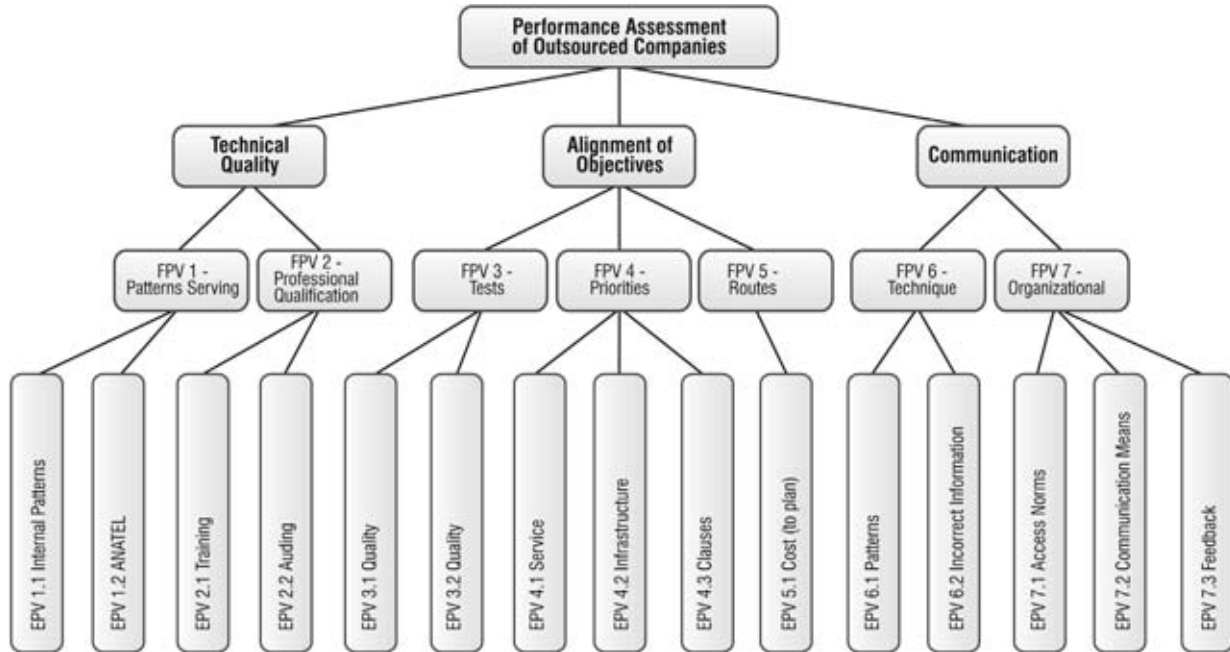 Performance Assessment
of Outsourced Companies
Technical
Quality
Alignment of
Objectives
Communication
FPV 1 -
Patterns Serving
FPV 2 -
Professional
Qualification
FPV 3 -
Tests
FPV 4 -
Priorities
FPV 5 -
Routes
FPV 6 -
Technique
FPV 7 -
Organizational
EPV 1.1 Internal Patterns
EPV 1.2 ANATEL
EPV 2.1 Training
EPV 2.2 Auding
EPV 3.1 Quality
EPV 3.2 Quality
EPV 4.1 Service
EPV 4.2 Infrastructure
EPV 4.3 Clauses
EPV 5.1 Cost (to plan)
EPV 6.1 Patterns
EPV 6.2 Incorrect Information
EPV 7.1 Access Norms
EPV 7.2 Communication Means
EPV 7.3 Feedback